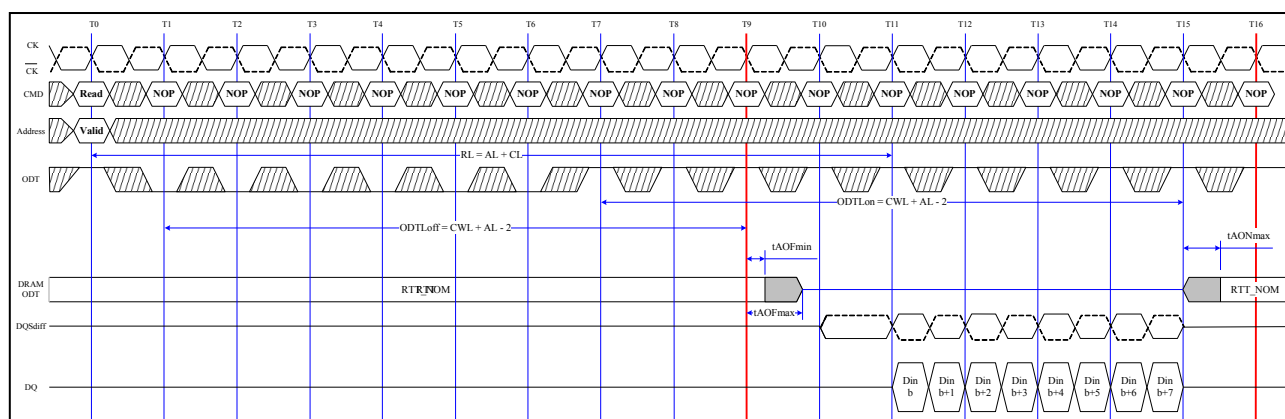 T0 T1 T2 T3 T4 T5 T6 T7 T8 T9 T10 T11 T12 T13 T14 T15 T16
CK
CK
CMD Read NOP NOP NOP NOP NOP NOP NOP NOP NOP NOP NOP NOP NOP NOP NOP NOP
Address Valid
RL = AL + CL
ODT
ODTLon = CWL + AL - 2
ODTLoff = CWL + AL - 2
tAOFmin tAONmax
DRAM
ODT
RTT_NOM RTT_NOM
tAOFmax
DQSdiff
DQ
Din b Din b+1 Din b+2 Din b+3 Din b+4 Din b+5 Din b+6 Din b+7